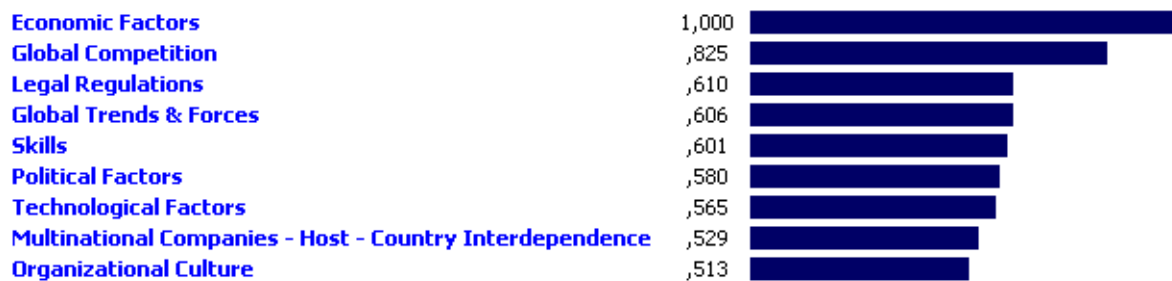 Economic Factors 1,000
Global Competition ,825
Legal Regulations ,610
Global Trends & Forces ,606
Skills ,601
Political Factors ,580
Technological Factors ,565
Multinational Companies - Host - Country Interdependence ,529
Organizational Culture ,513